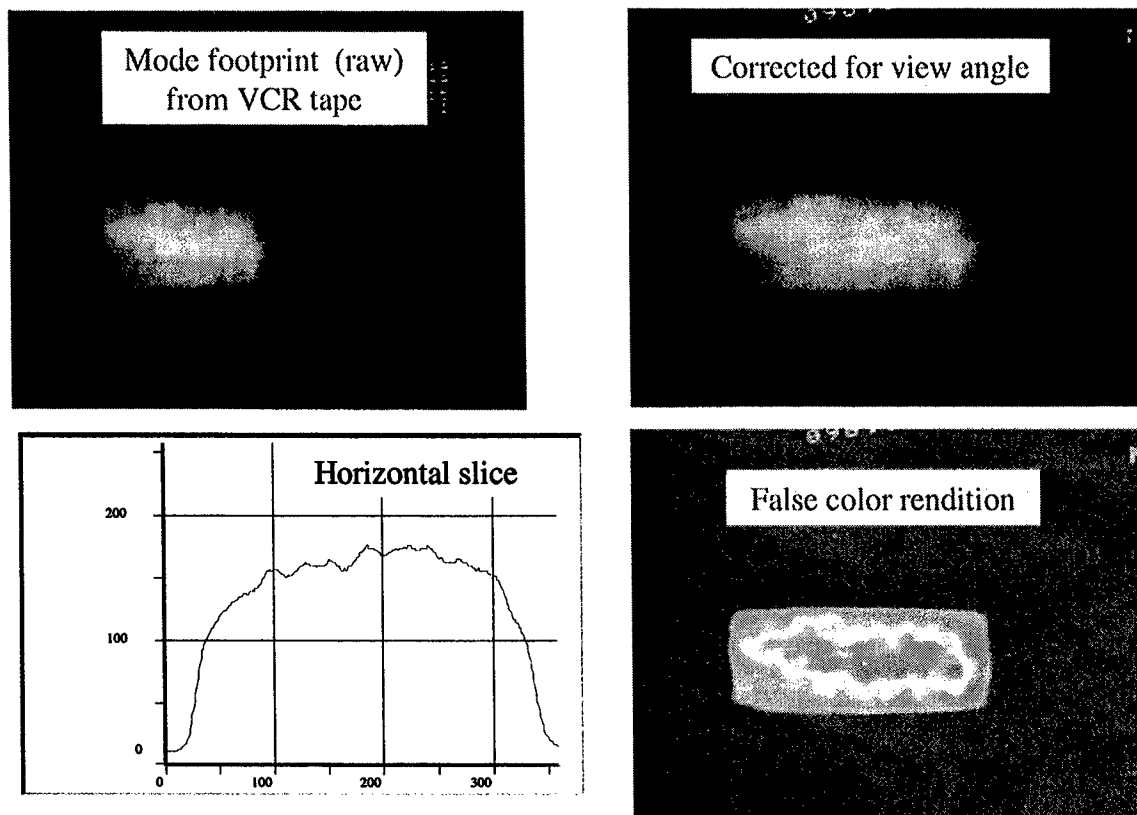 Mode footprint (raw)
from VCR tape
Corrected for view angle
Horizontal slice
200
100
0
0
100
200
300
False color rendition